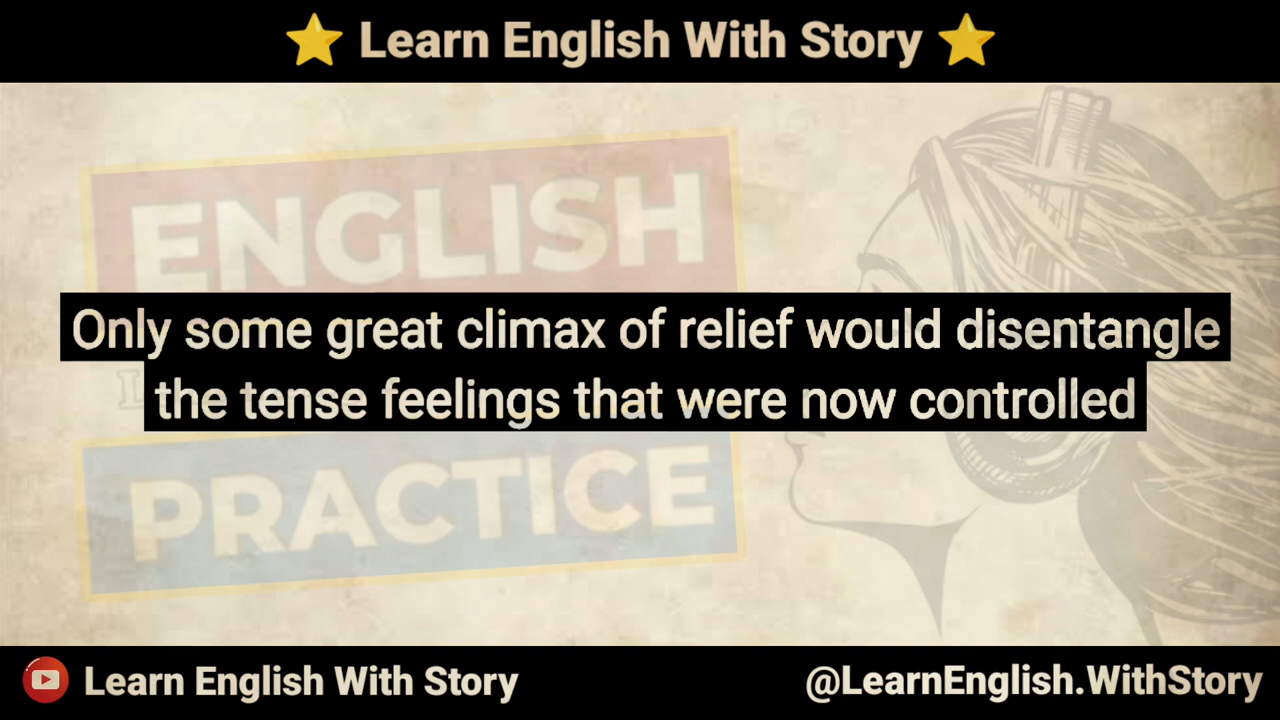 ⭐ Learn English With Story ⭐
ENGLISH
Only some great climax of relief would disentangle
the tense feelings that were now controlled
PRACTICE
Learn English With Story
@LearnEnglish.WithStory